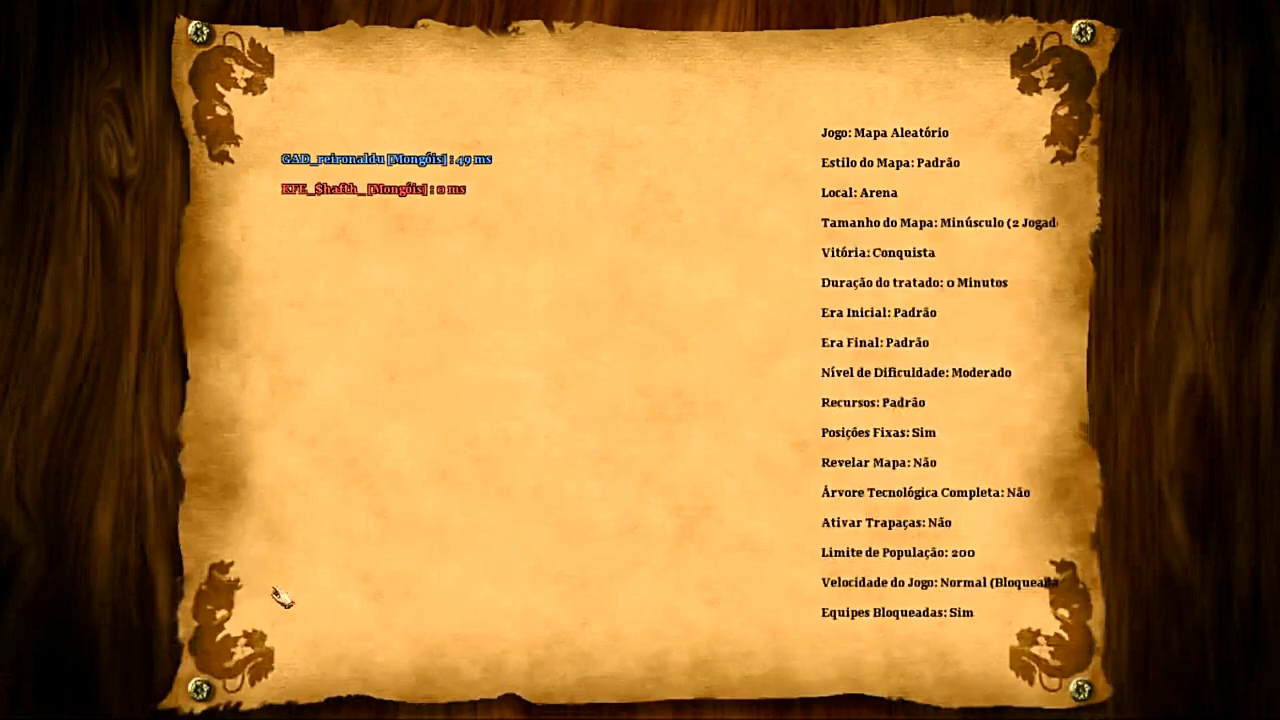 GAD_reironaldu [Mongóis] : 49 ms
RFE_$hafth_ [Mongóis] : 0 ms
Jogo: Mapa Aleatório
Estilo do Mapa: Padrão
Local: Arena
Tamanho do Mapa: Minúsculo (2 Jogad
Vitória: Conquista
Duração do tratado: 0 Minutos
Era Inicial: Padrão
Era Final: Padrão
Nível de Dificuldade: Moderado
Recursos: Padrão
Posições Fixas: Sim
Revelar Mapa: Não
Árvore Tecnológica Completa: Não
Ativar Trapaças: Não
Limite de População: 200
Velocidade do Jogo: Normal (Bloquead
Equipes Bloqueadas: Sim